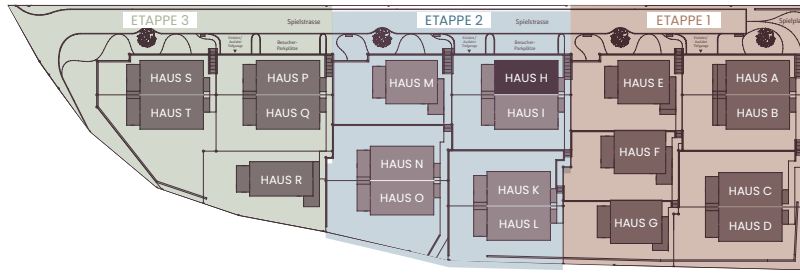 ETAPPE 3
ETAPPE 2
ETAPPE 1
Spielstrasse
Spielstrasse
Spielpla
Besucher-
Parkplätze
Besucher-
Parkplätze
HAUS S
HAUS P
HAUS M
HAUS H
HAUS E
HAUS A
HAUS T
HAUS Q
HAUS I
HAUS B
HAUS F
HAUS N
HAUS R
HAUS K
HAUS C
HAUS O
HAUS L
HAUS G
HAUS D